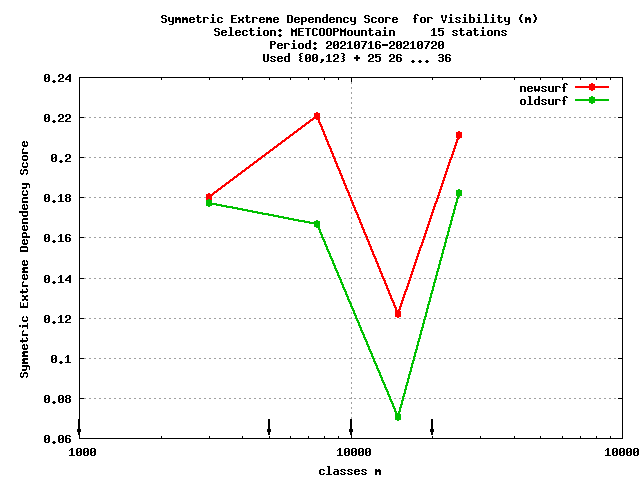 Symmetric Extreme Dependency Score  for Visibility (m)
Selection: METCOOPMountain     15 stations
Period: 20210716-20210720
Used {00,12} + 25 26 ... 36
newsurf
oldsurf
0.24
0.22
0.2
0.18
0.16
0.14
0.12
0.1
0.08
0.06
Symmetric Extreme Dependency Score
1000
10000
10000
classes m